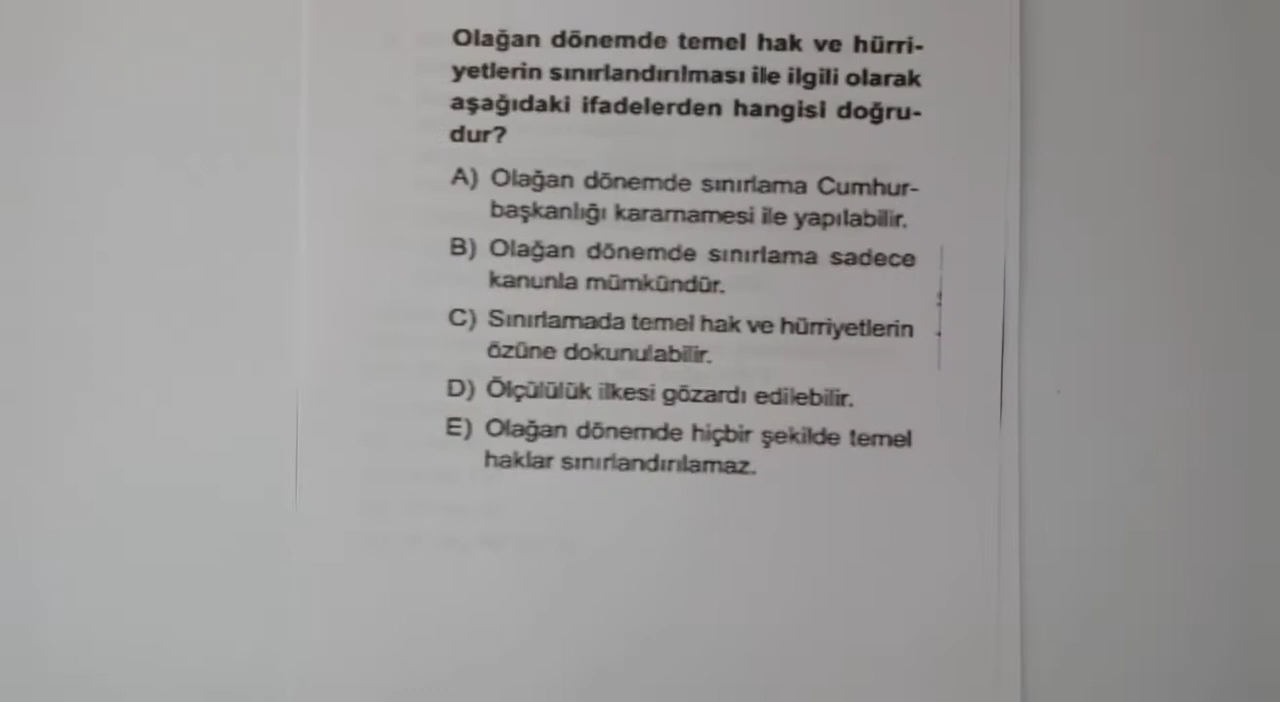 Olağan dönemde temel hak ve hürri-
yetlerin sınırlandırılması ile ilgili olarak
aşağıdaki ifadelerden hangisi doğru-
dur?
A) Olağan dönemde sınırlama Cumhur-
başkanlığı kararnamesi ile yapılabilir.
B) Olağan dönemde sınırlama sadece
kanunla mümkündür.
C) Sınırlamada temel hak ve hürriyetlerin
özüne dokunulabilir.
D) Ölçülülük ilkesi gözardı edilebilir.
E) Olağan dönemde hiçbir şekilde temel
haklar sınırlandırılamaz.